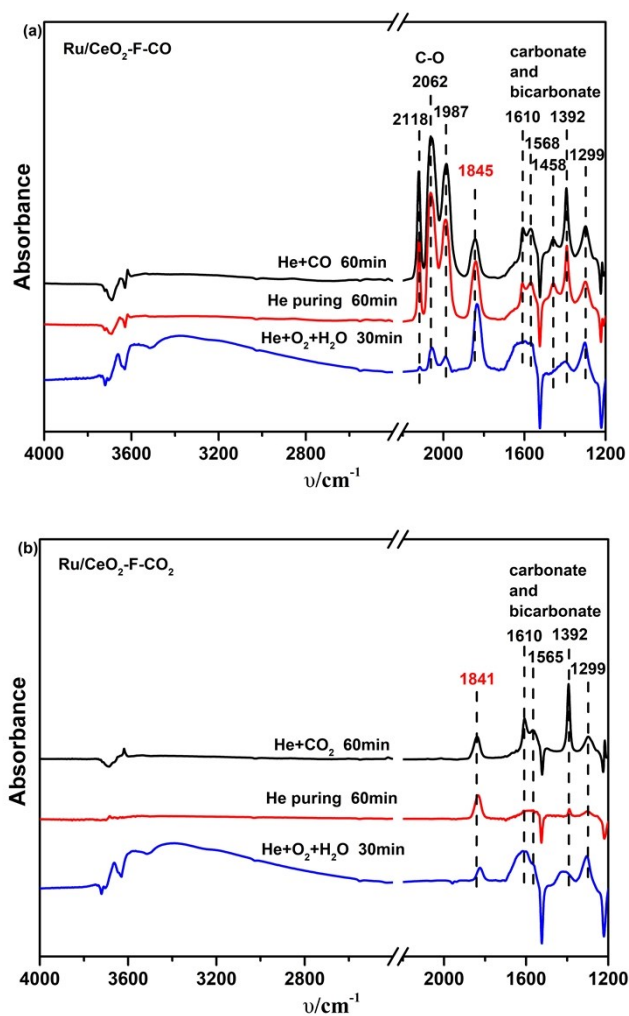 (a)
Ru/CeO₂-F-CO
C-O
2062
2118
1987
1845
carbonate
and
bicarbonate
1610
1392
1568
1458
1299
Absorbance
He+CO 60min
He puring 60min
He+O₂+H₂O 30min
4000 3600 3200 2800 2000 1600 1200
υ/cm⁻¹
(b)
Ru/CeO₂-F-CO₂
carbonate
and
bicarbonate
1610
1392
1565
1299
1841
Absorbance
He+CO₂ 60min
He puring 60min
He+O₂+H₂O 30min
4000 3600 3200 2800 2000 1600 1200
υ/cm⁻¹